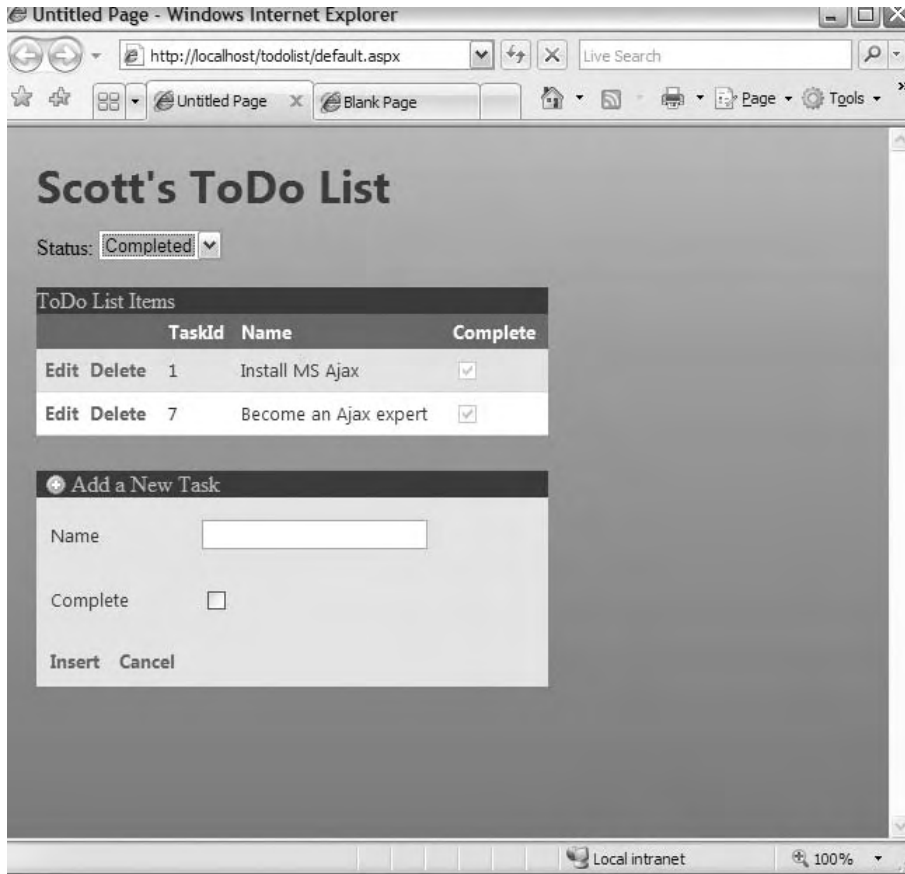 Untitled Page - Windows Internet Explorer
http://localhost/todolist/default.aspx
Live Search
Untitled Page X
Blank Page
Page
Tools
»
Scott's ToDo List
Status: Completed
ToDo List Items
TaskId Name Complete
Edit Delete 1 Install MS Ajax
Edit Delete 7 Become an Ajax expert
Add a New Task
Name
Complete
Insert Cancel
Local intranet 100%